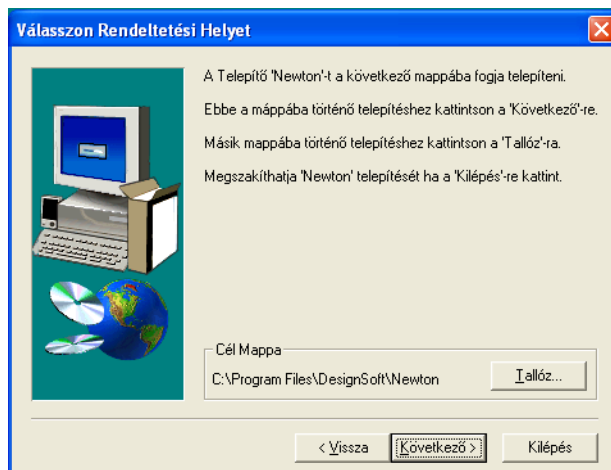 Válasszon Rendeltetési Helyet
A Telepítő 'Newton'-t a következő mappába fogja telepíteni.
Ebbe a máppába történő telepítéshez kattintson a 'Következő'-re.
Másik mappába történő telepítéshez kattintson a 'Tallóz'-ra.
Megszakíthatja 'Newton' telepítését ha a 'Kilépés'-re kattint.
Cél Mappa
C:\Program Files\DesignSoft\Newton
Tallóz...
< Vissza
Következő >
Kilépés